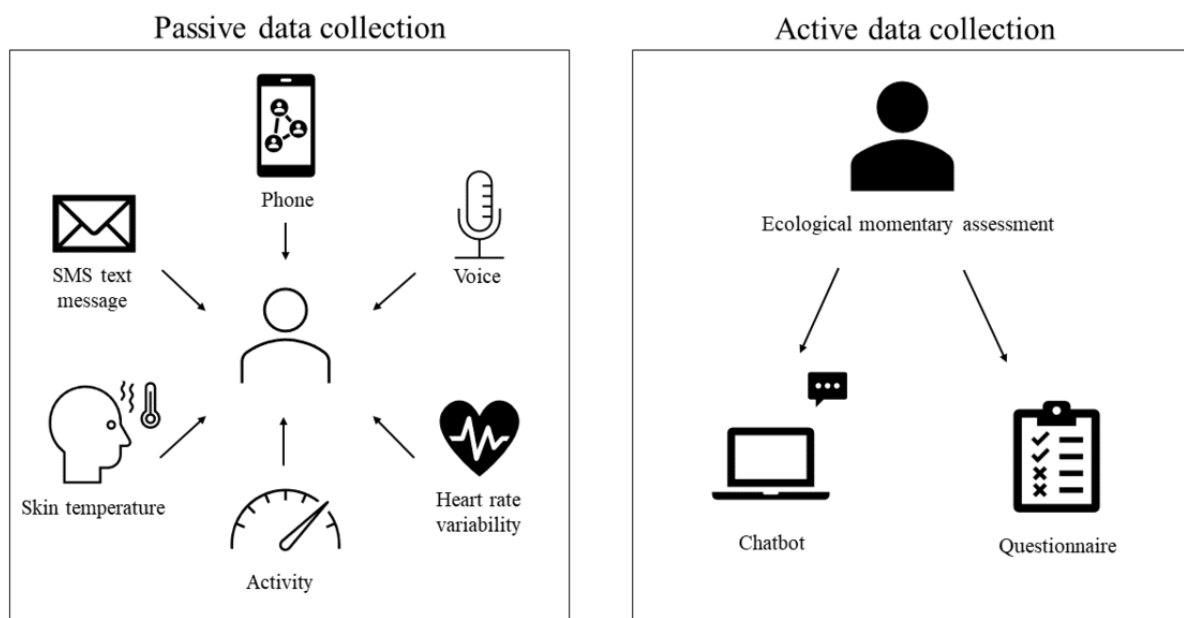 Passive data collection
Phone
SMS text
message
Voice
Skin temperature
Heart rate
variability
Activity
Active data collection
Ecological momentary assessment
Chatbot
Questionnaire